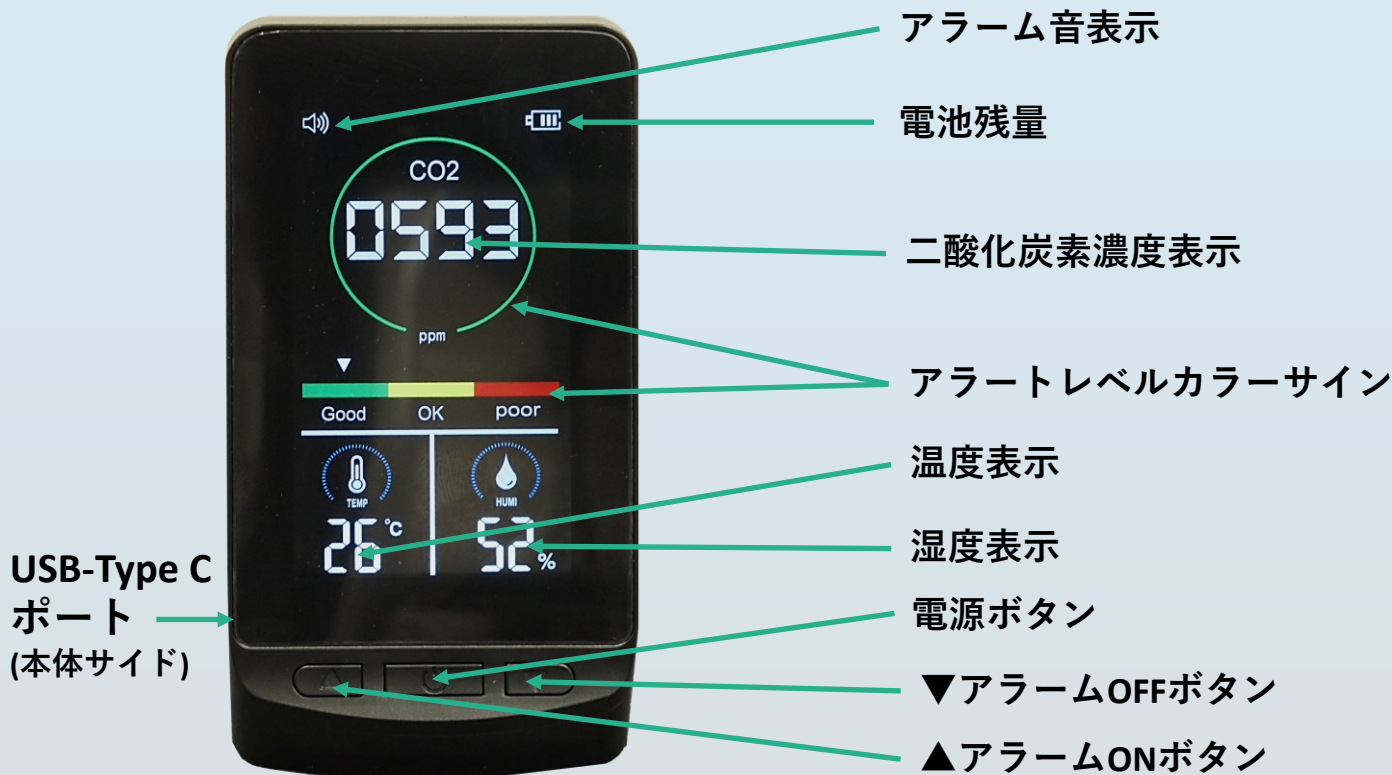 アラーム音表示
電池残量
CO2
0593
二酸化炭素濃度表示
ppm
アラートレベルカラーサイン
Good OK poor
温度表示
TEMP HUMI
26 °C 52 %
湿度表示
USB-Type C
ポート
(本体サイド)
電源ボタン
▼アラームOFFボタン
▲アラームONボタン